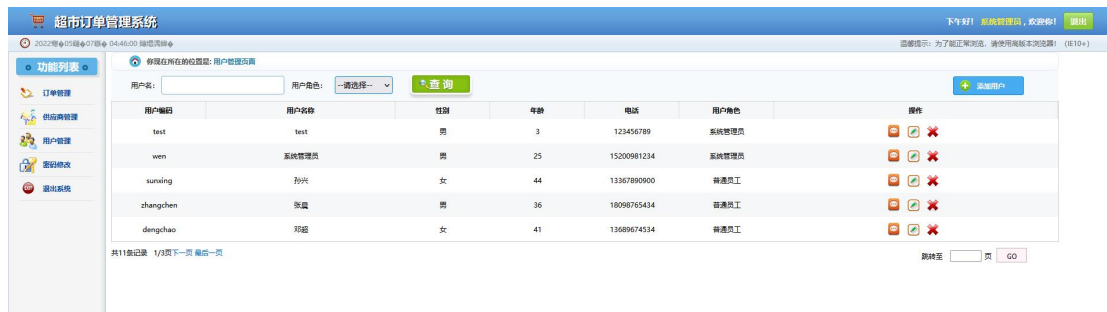 超市订单管理系统
下午好! 系统管理员 , 欢迎你! 退出
04:46:00
温馨提示: 为了能正常浏览, 请使用高版本浏览器! (IE10+)
功能列表
订单管理
供应商管理
用户管理
密码修改
退出系统
你现在所在的位置是: 用户管理页面
用户名: 用户角色: --请选择-- 查 询 添加用户
用户编码 用户名称 性别 年龄 电话 用户角色 操作
test test 男 3 123456789 系统管理员
wen 系统管理员 男 25 15200981234 系统管理员
sunxing 孙兴 女 44 13367890900 普通员工
zhangchen 张晨 男 36 18098765434 普通员工
dengchao 邓超 女 41 13689674534 普通员工
共11条记录 1/3页 下一页 最后一页
跳转至 页 GO